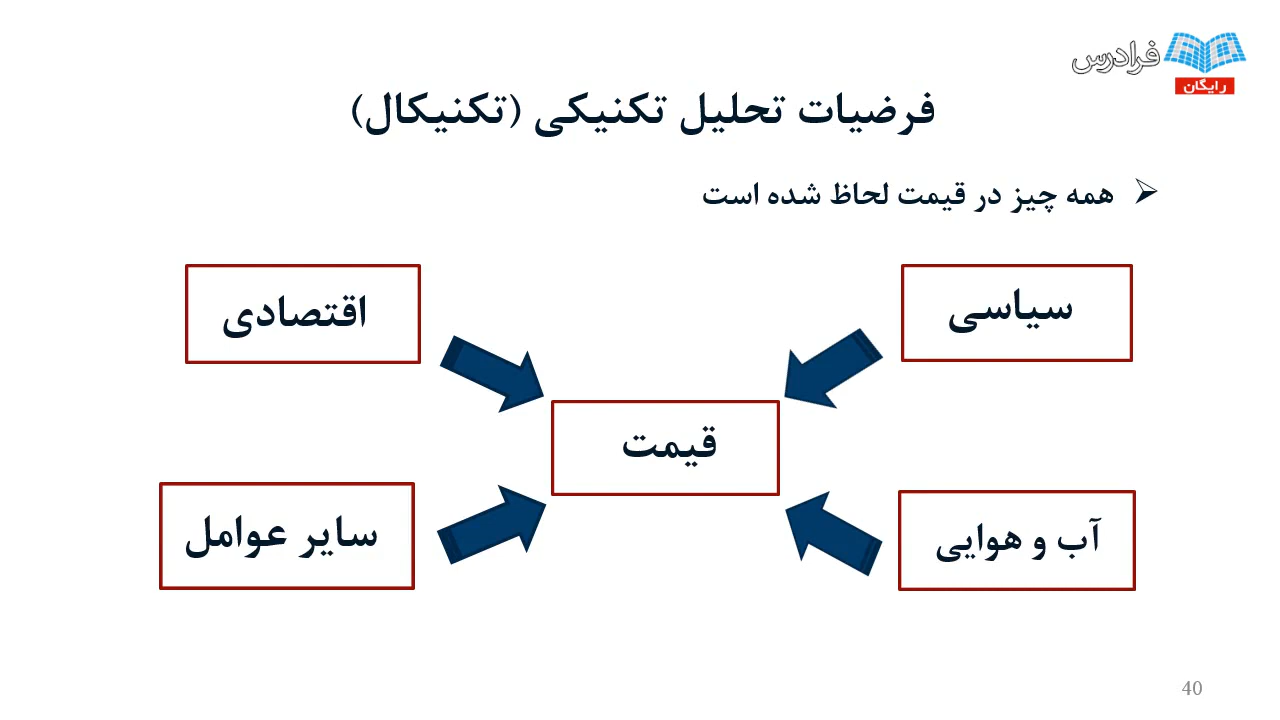 فرادرس
رایگان
فرضیات تحلیل تکنیکی (تکنیکال)
همه چیز در قیمت لحاظ شده است
سیاسی
اقتصادی
قیمت
آب و هوایی
سایر عوامل
40